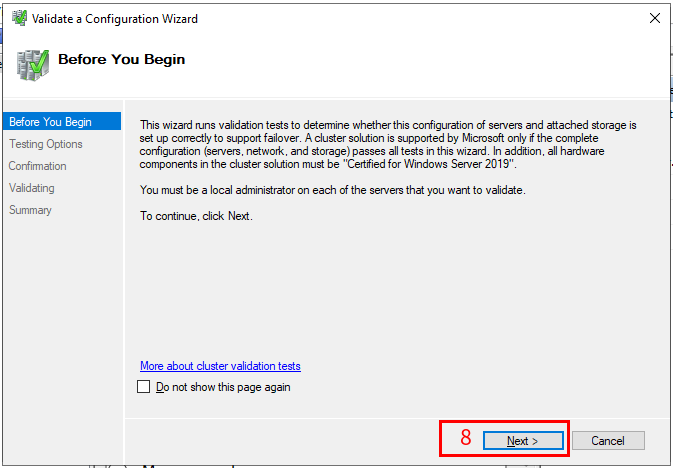 Validate a Configuration Wizard
Before You Begin
Before You Begin
Testing Options
Confirmation
Validating
Summary
This wizard runs validation tests to determine whether this configuration of servers and attached storage is
set up correctly to support failover. A cluster solution is supported by Microsoft only if the complete
configuration (servers, network, and storage) passes all tests in this wizard. In addition, all hardware
components in the cluster solution must be "Certified for Windows Server 2019".
You must be a local administrator on each of the servers that you want to validate.
To continue, click Next.
More about cluster validation tests
Do not show this page again
8
Next >
Cancel